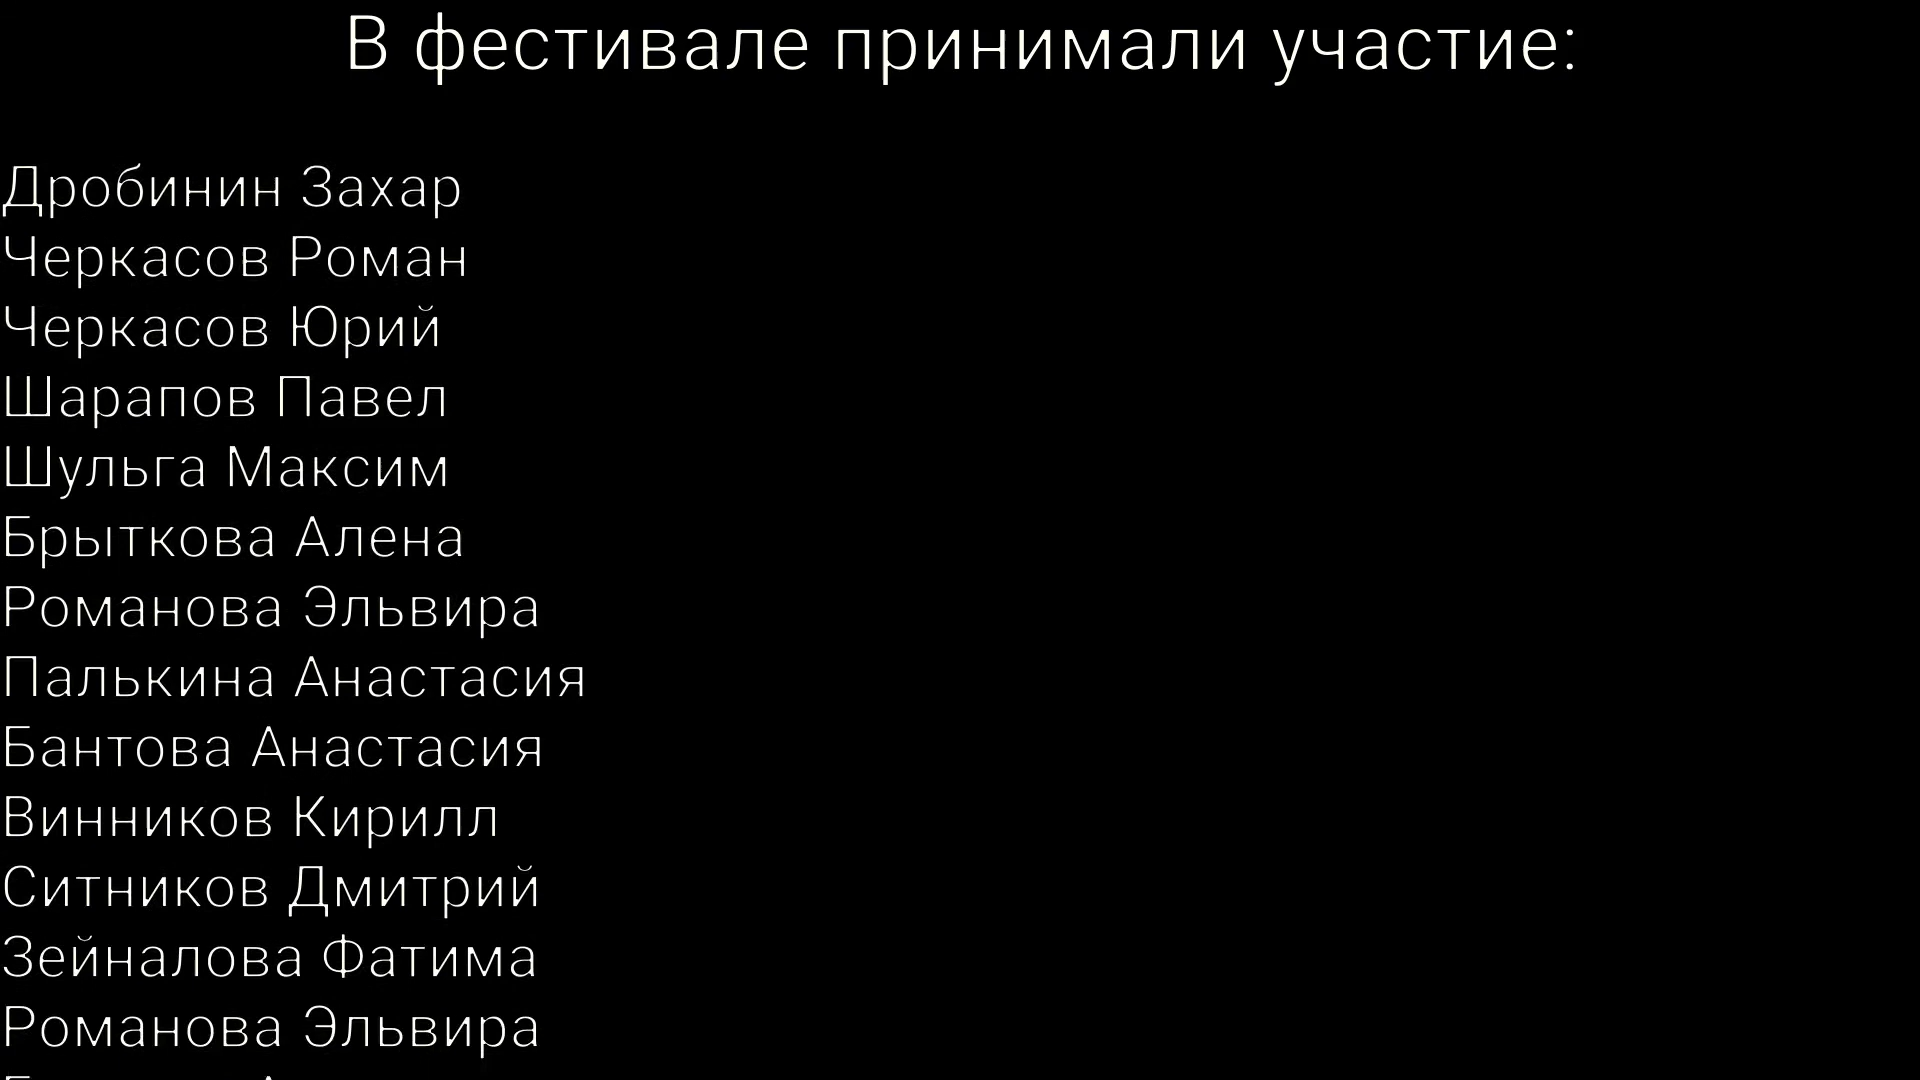 В фестивале принимали участие:
Дробинин Захар
Черкасов Роман
Черкасов Юрий
Шарапов Павел
Шульга Максим
Брыткова Алена
Романова Эльвира
Палькина Анастасия
Бантова Анастасия
Винников Кирилл
Ситников Дмитрий
Зейналова Фатима
Романова Эльвира